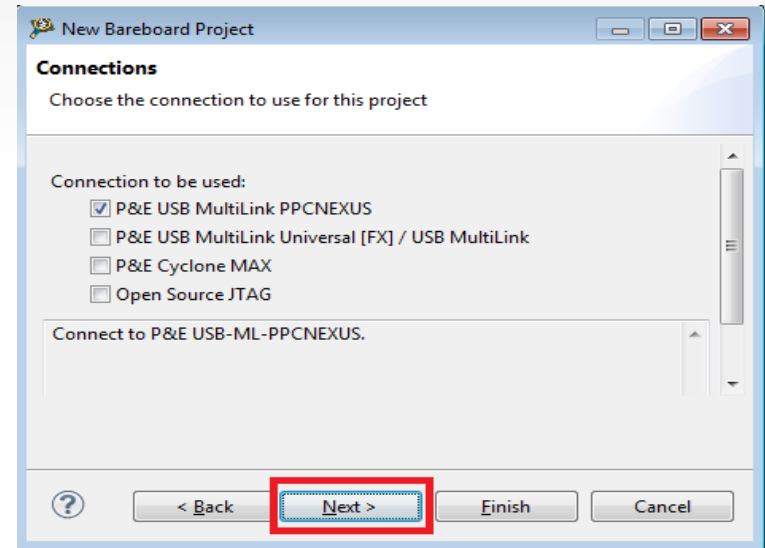 New Bareboard Project
Connections
Choose the connection to use for this project
Connection to be used:
P&E USB MultiLink PPCNEXUS
P&E USB MultiLink Universal [FX] / USB MultiLink
P&E Cyclone MAX
Open Source JTAG
Connect to P&E USB-ML-PPCNEXUS.
? < Back Next > Finish Cancel